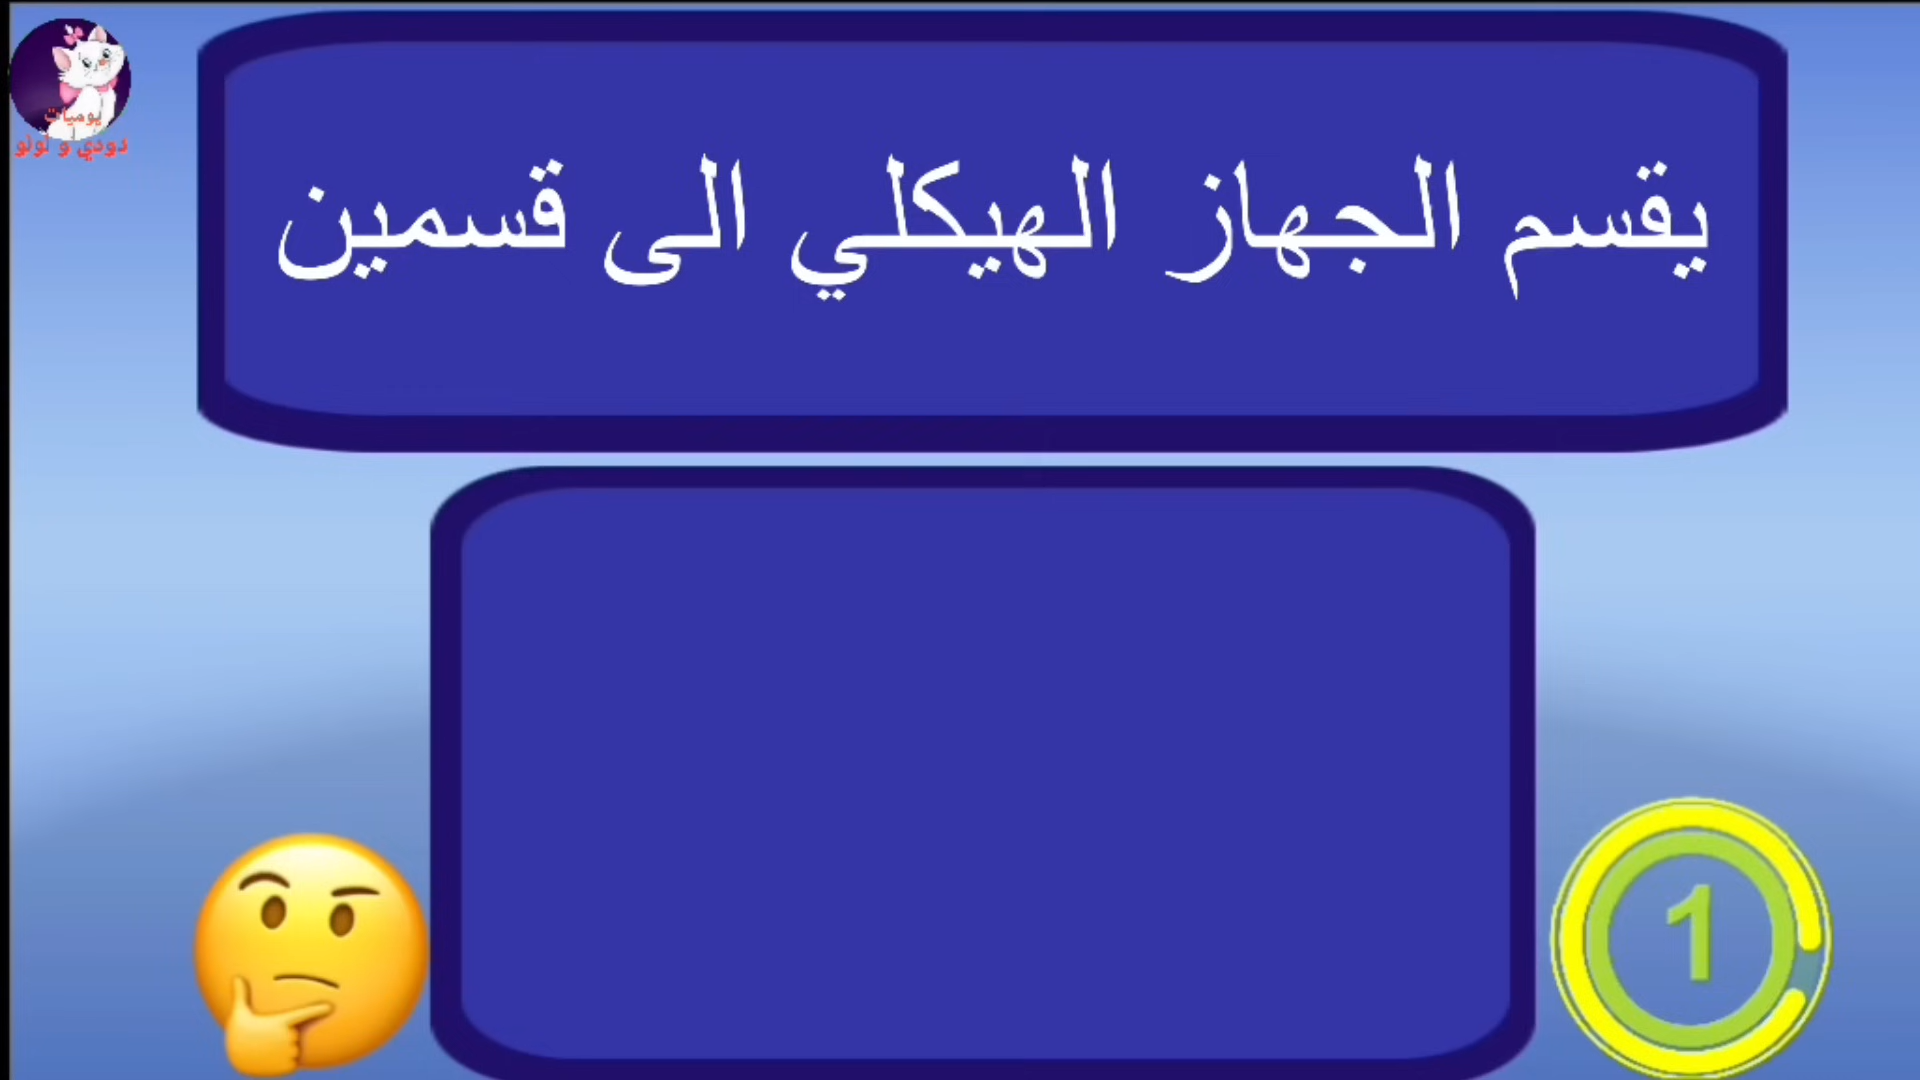 يوميات
دودي و لولو
يقسم الجهاز الهيكلي الى قسمين
1